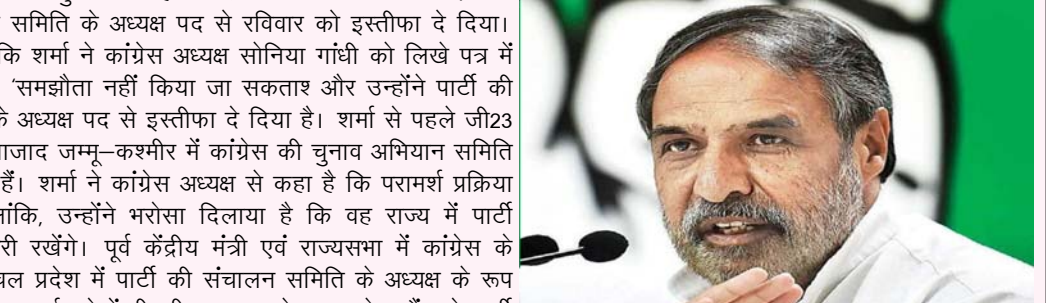 समिति के अध्यक्ष पद से रविवार को इस्तीफा दे दिया।
कि शर्मा ने कांग्रेस अध्यक्ष सोनिया गांधी को लिखे पत्र में
'समझौता नहीं किया जा सकताश और उन्होंने पार्टी की
के अध्यक्ष पद से इस्तीफा दे दिया है। शर्मा से पहले जी23
जाद जम्मू–कश्मीर में कांग्रेस की चुनाव अभियान समिति
हैं। शर्मा ने कांग्रेस अध्यक्ष से कहा है कि परामर्श प्रक्रिया
लांकि, उन्होंने भरोसा दिलाया है कि वह राज्य में पार्टी
री रखेंगे। पूर्व केंद्रीय मंत्री एवं राज्यसभा में कांग्रेस के
चल प्रदेश में पार्टी की संचालन समिति के अध्यक्ष के रूप